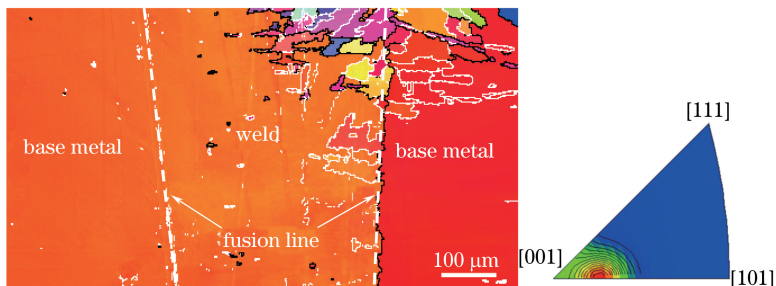 base metal
weld
base metal
fusion line
100 μm
[111]
[001]
[101]